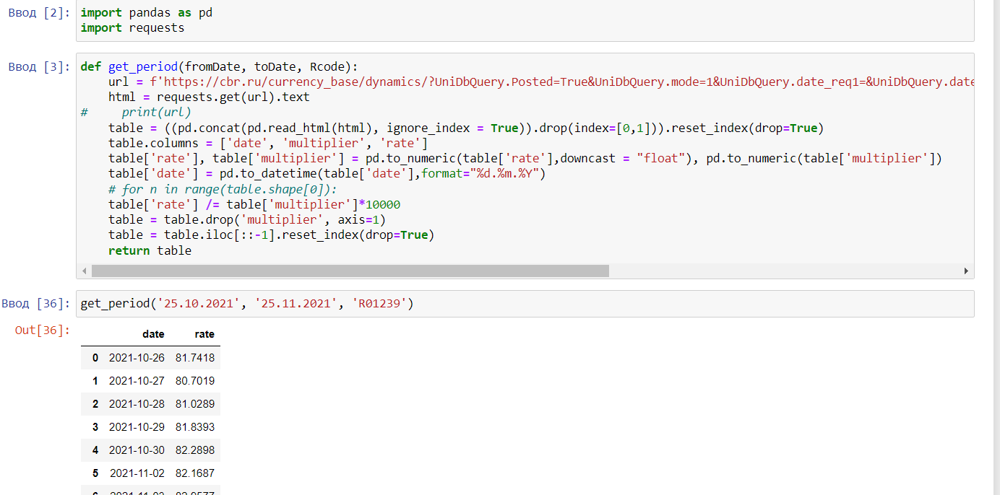 Ввод [2]: import pandas as pd
import requests
Ввод [3]: def get_period(fromDate, toDate, Rcode):
url = f'https://cbr.ru/currency_base/dynamics/?UniDbQuery.Posted=True&UniDbQuery.mode=1&UniDbQuery.date_req1=&UniDbQuery.date
html = requests.get(url).text
# print(url)
table = ((pd.concat(pd.read_html(html), ignore_index = True)).drop(index=[0,1])).reset_index(drop=True)
table.columns = ['date', 'multiplier', 'rate']
table['rate'], table['multiplier'] = pd.to_numeric(table['rate'],downcast = "float"), pd.to_numeric(table['multiplier'])
table['date'] = pd.to_datetime(table['date'],format="%d.%m.%Y")
# for n in range(table.shape[0]):
table['rate'] /= table['multiplier']*10000
table = table.drop('multiplier', axis=1)
table = table.iloc[::-1].reset_index(drop=True)
return table
Ввод [36]: get_period('25.10.2021', '25.11.2021', 'R01239')
Out[36]:
date rate
0 2021-10-26 81.7418
1 2021-10-27 80.7019
2 2021-10-28 81.0289
3 2021-10-29 81.8393
4 2021-10-30 82.2898
5 2021-11-02 82.1687